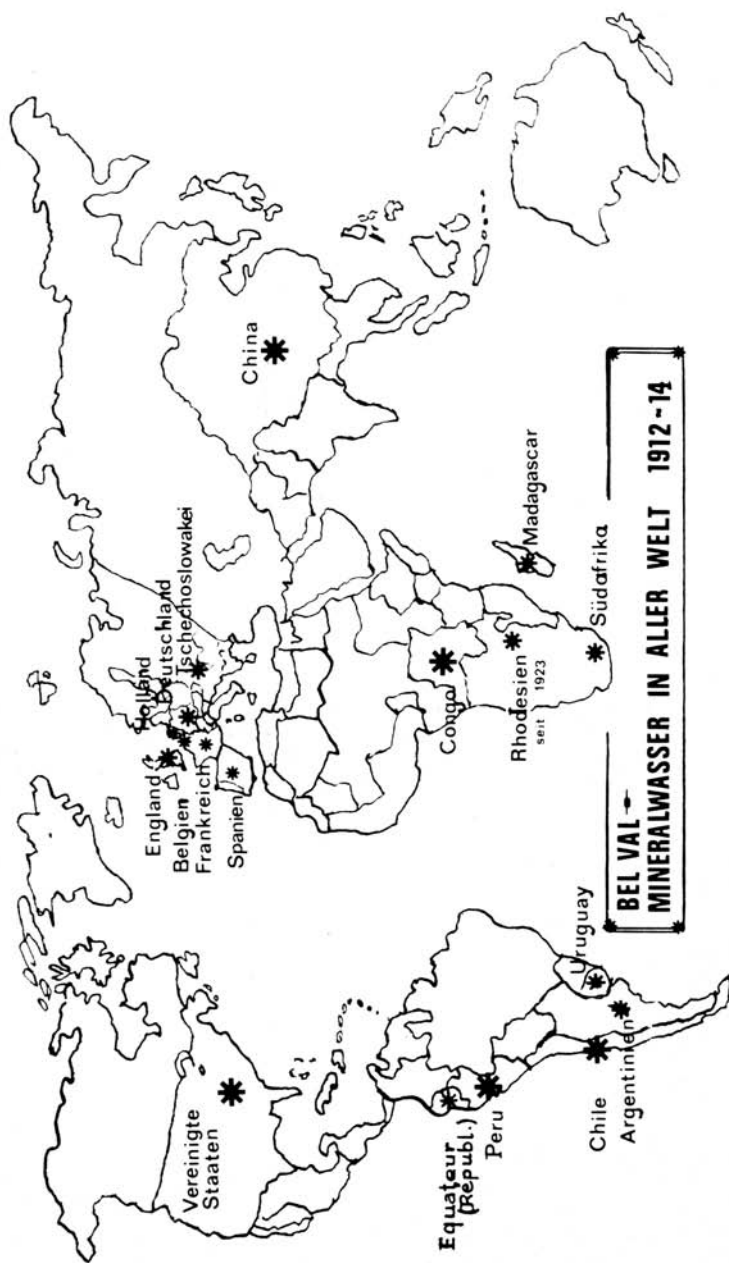 Vereinigte
Staaten
Equateur
(Republ.)
Peru
Chile
Argentinien
Uruguay
England
Holland
Belgien
Deutschland
Frankreich
Tschechoslowakei
Spanien
Congo
Rhodesien
seit 1923
Südafrika
Madagascar
China
BEL VAL
MINERALWASSER IN ALLER WELT 1912-14